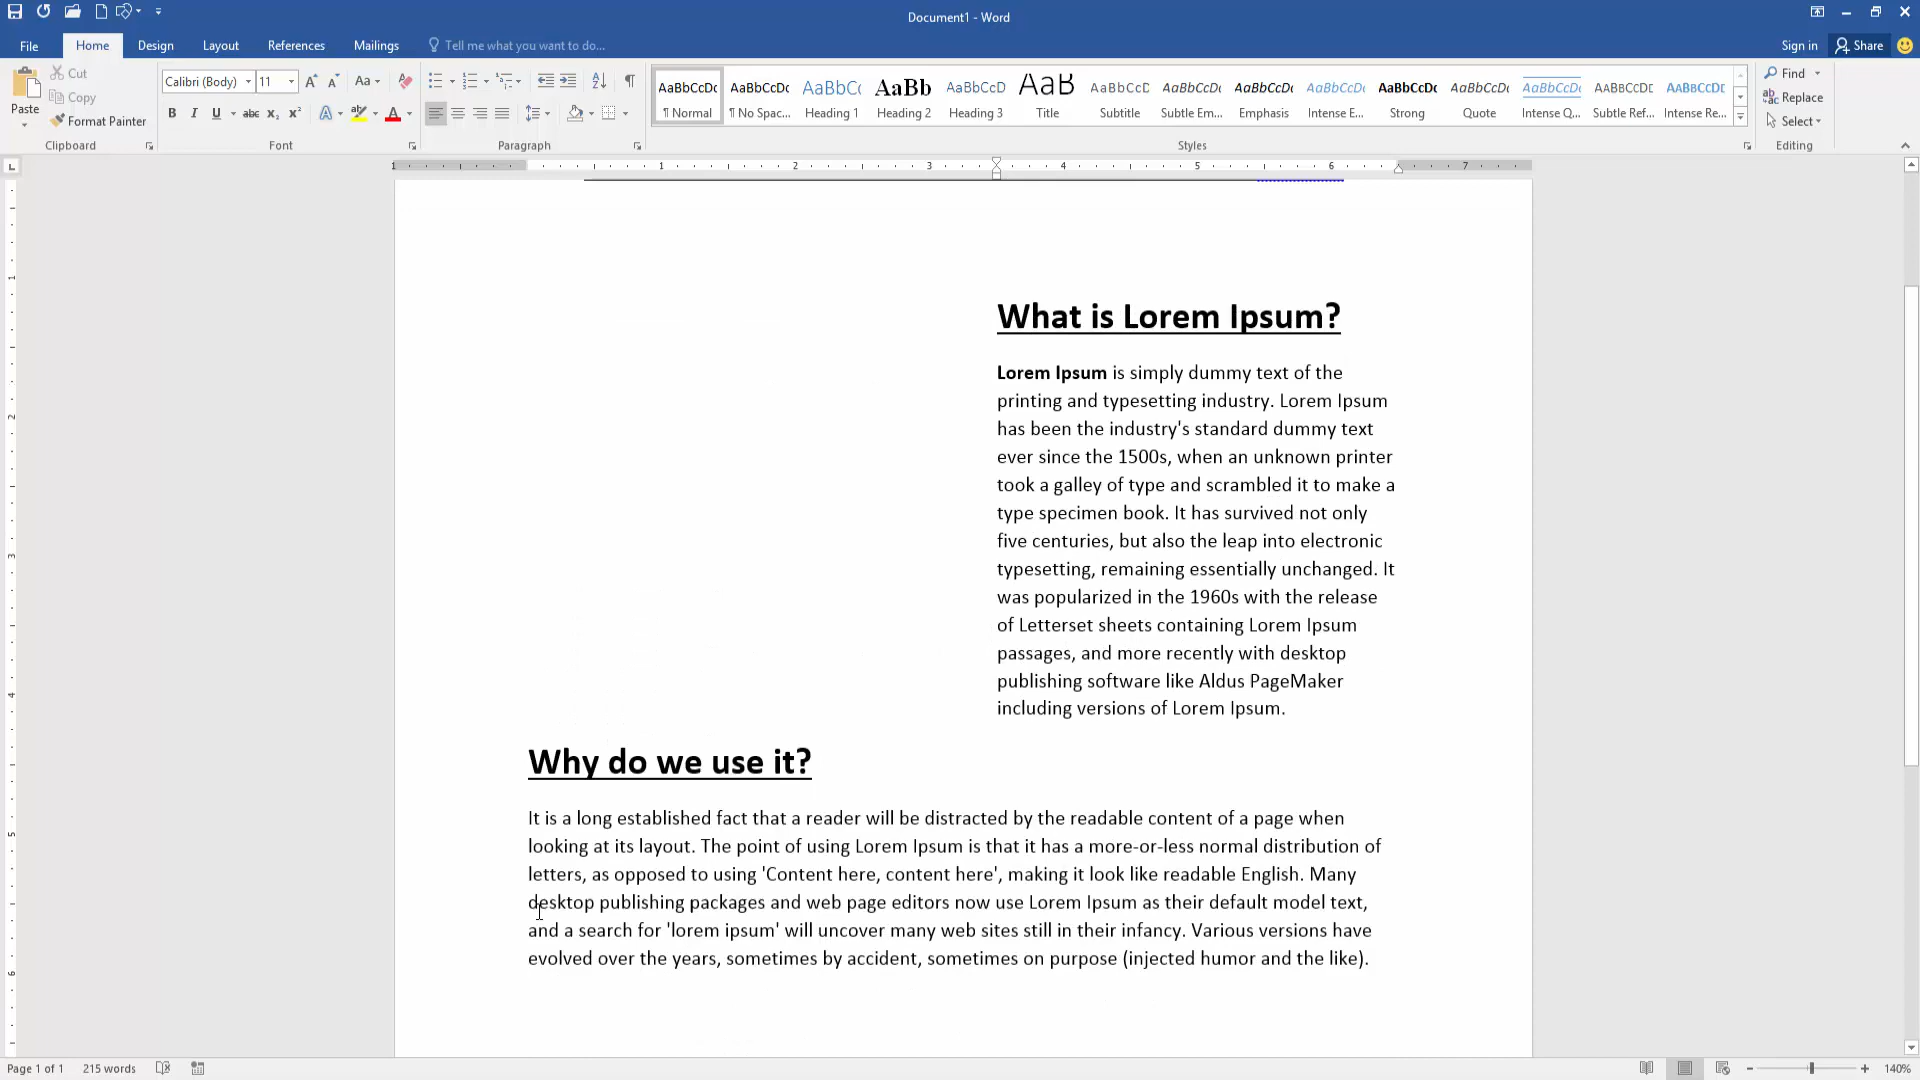 Document1 - Word
File Home Design Layout References Mailings Tell me what you want to do... Sign in Share
Cut
Copy
Paste
Format Painter
Calibri (Body) 11 Aa
AaBbCcDc AaBbCcDc AaBbCc AaBb AaBbCcD AaB AaBbCcD AaBbCcDc AaBbCcDc AaBbCcDc AaBbCcDc AaBbCcDc AaBbCcDc AABBCCDE AABBCCDE
¶ Normal ¶ No Spac... Heading 1 Heading 2 Heading 3 Title Subtitle Subtle Em... Emphasis Intense E... Strong Quote Intense Q... Subtle Ref... Intense Re...
Find
Replace
Select
Clipboard Font Paragraph Styles Editing
1 1 2 3 4 5 6 7
What is Lorem Ipsum?
Lorem Ipsum is simply dummy text of the
printing and typesetting industry. Lorem Ipsum
has been the industry's standard dummy text
ever since the 1500s, when an unknown printer
took a galley of type and scrambled it to make a
type specimen book. It has survived not only
five centuries, but also the leap into electronic
typesetting, remaining essentially unchanged. It
was popularized in the 1960s with the release
of Letterset sheets containing Lorem Ipsum
passages, and more recently with desktop
publishing software like Aldus PageMaker
including versions of Lorem Ipsum.
Why do we use it?
It is a long established fact that a reader will be distracted by the readable content of a page when
looking at its layout. The point of using Lorem Ipsum is that it has a more-or-less normal distribution of
letters, as opposed to using 'Content here, content here', making it look like readable English. Many
desktop publishing packages and web page editors now use Lorem Ipsum as their default model text,
and a search for 'lorem ipsum' will uncover many web sites still in their infancy. Various versions have
evolved over the years, sometimes by accident, sometimes on purpose (injected humor and the like).
Page 1 of 1 215 words 140%